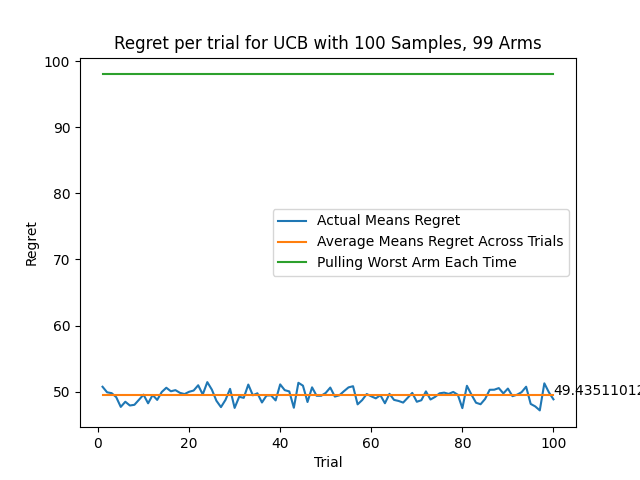 Regret per trial for UCB with 100 Samples, 99 Arms
100
90
80
70
60
50
Regret
Actual Means Regret
Average Means Regret Across Trials
Pulling Worst Arm Each Time
49.43511012
0
20
40
60
80
100
Trial